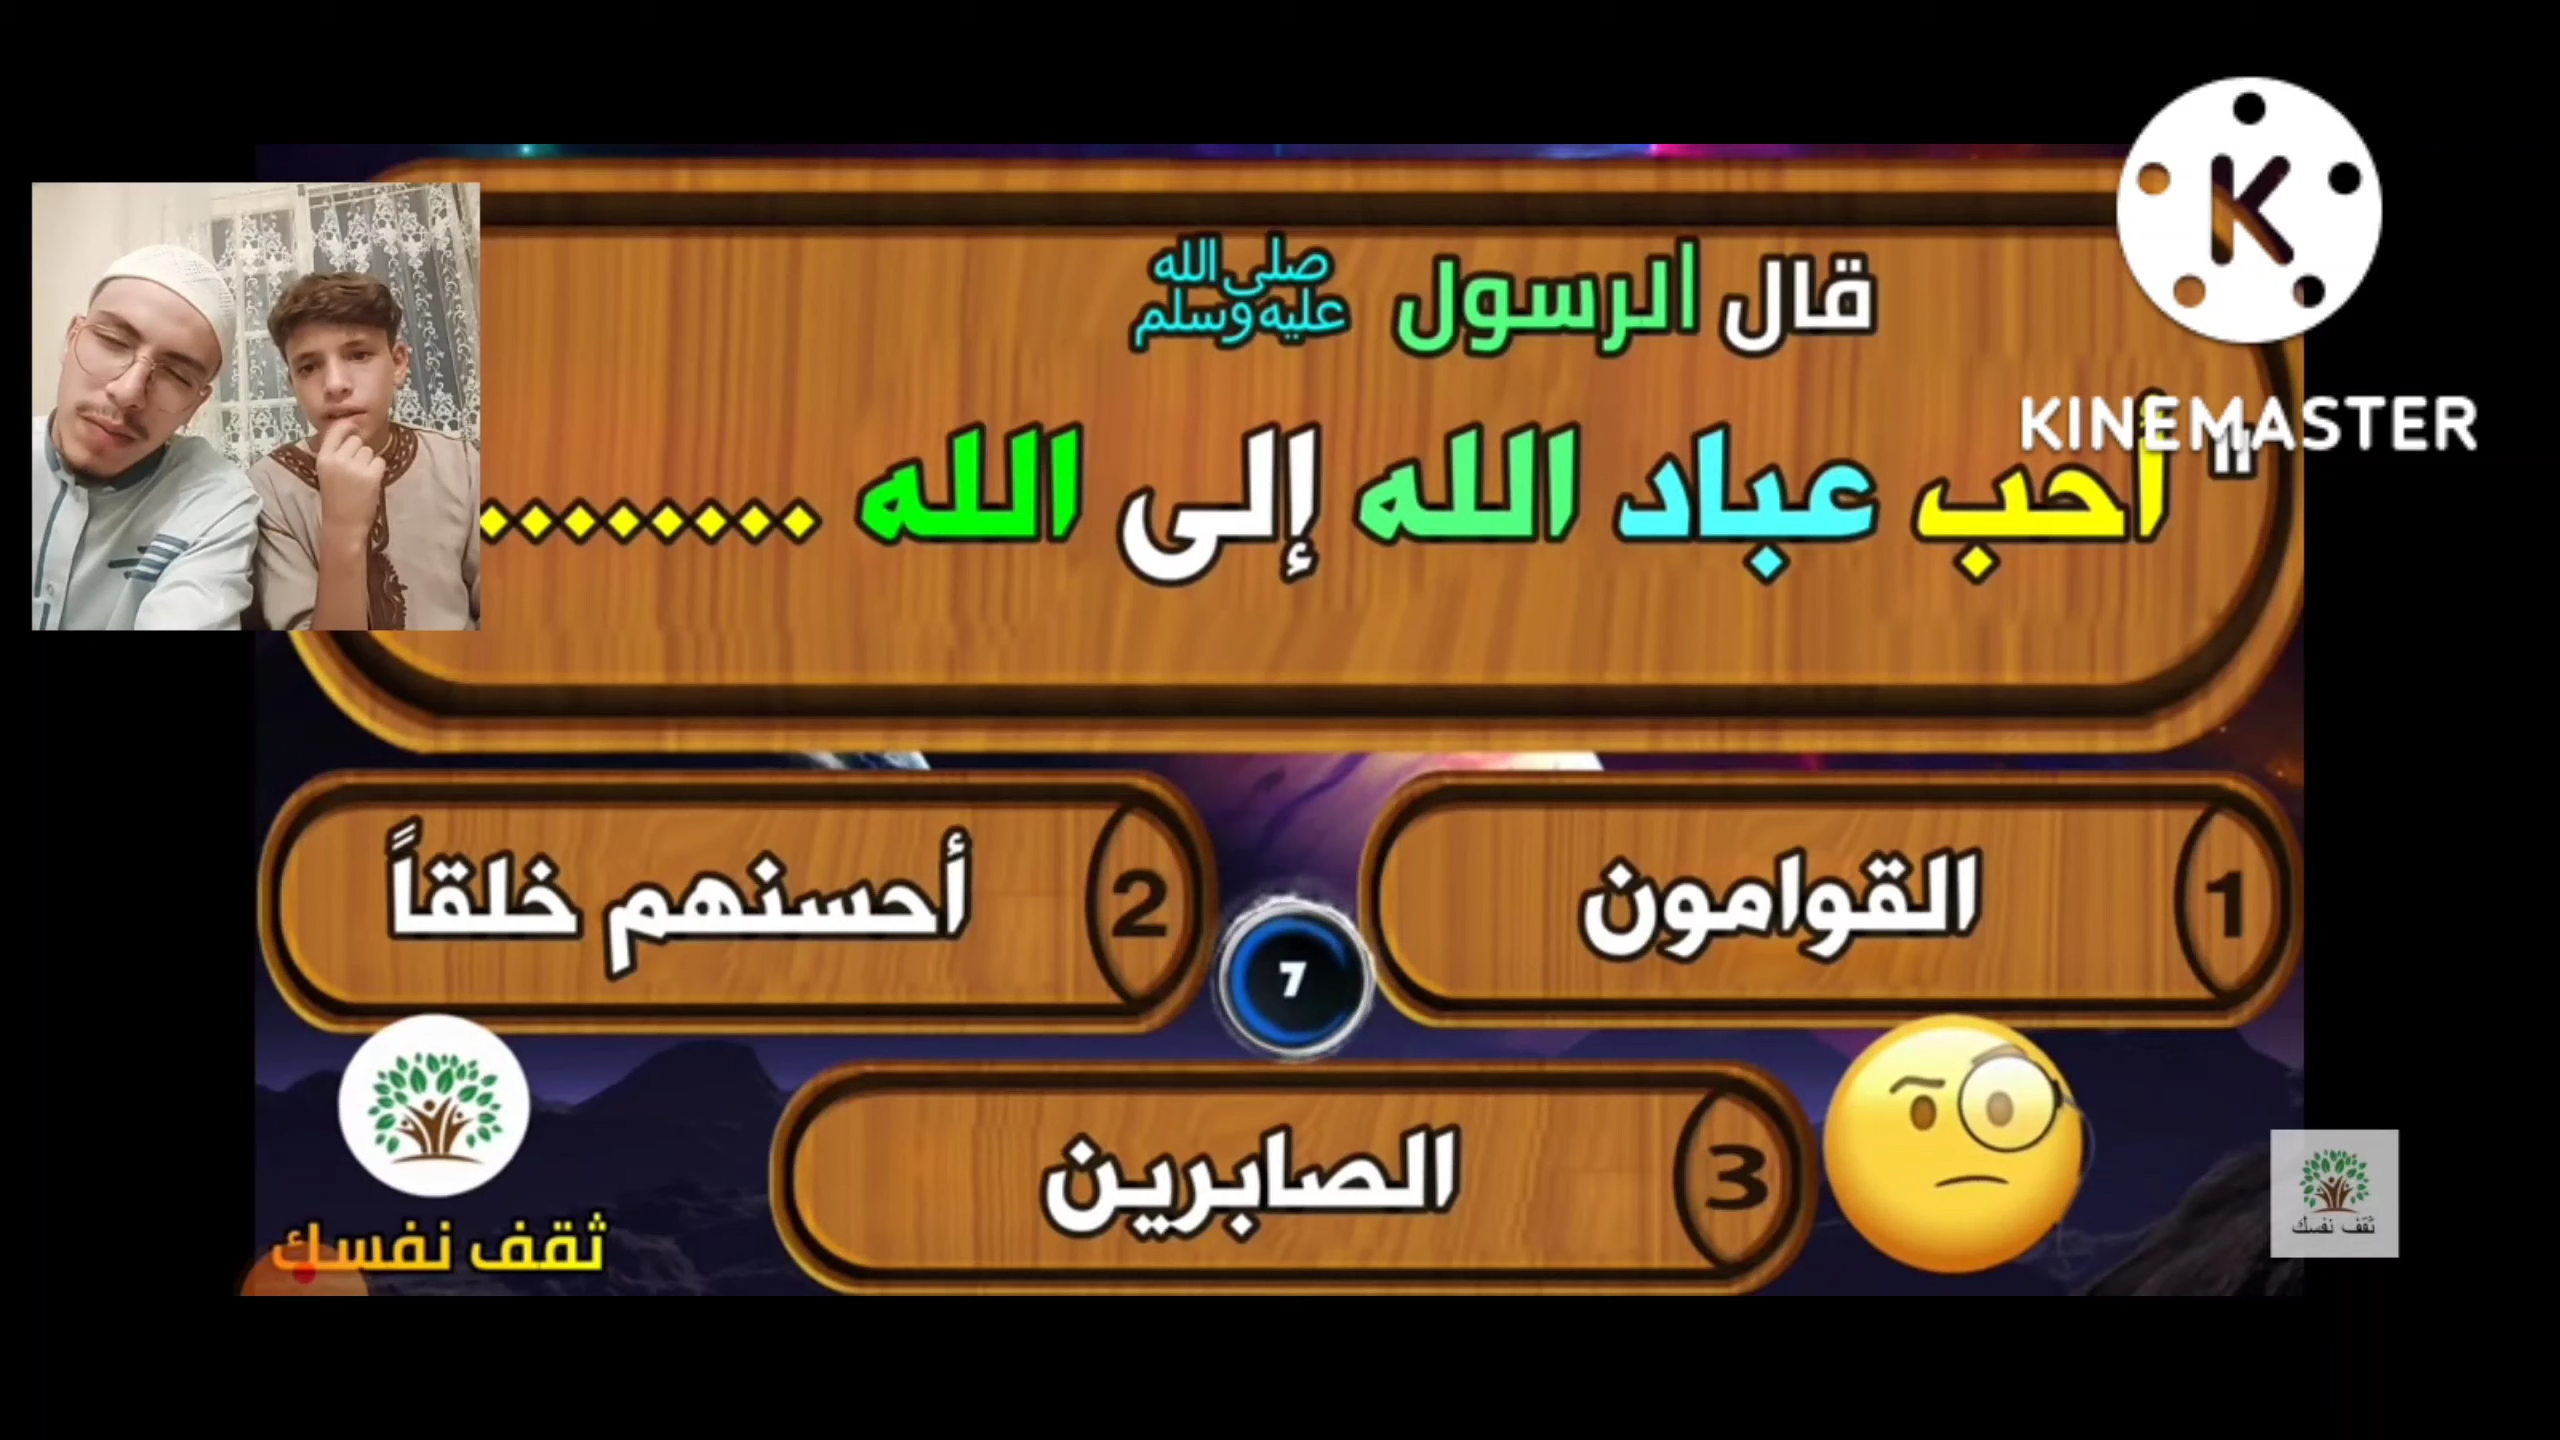 قال الرسول صلى الله عليه وسلم
" أحب عباد الله إلى الله .........
1 القوامون
2 أحسنهم خلقاً
7
3 الصابرين
ثقف نفسك
K
KINEMASTER
ثقف نفسك